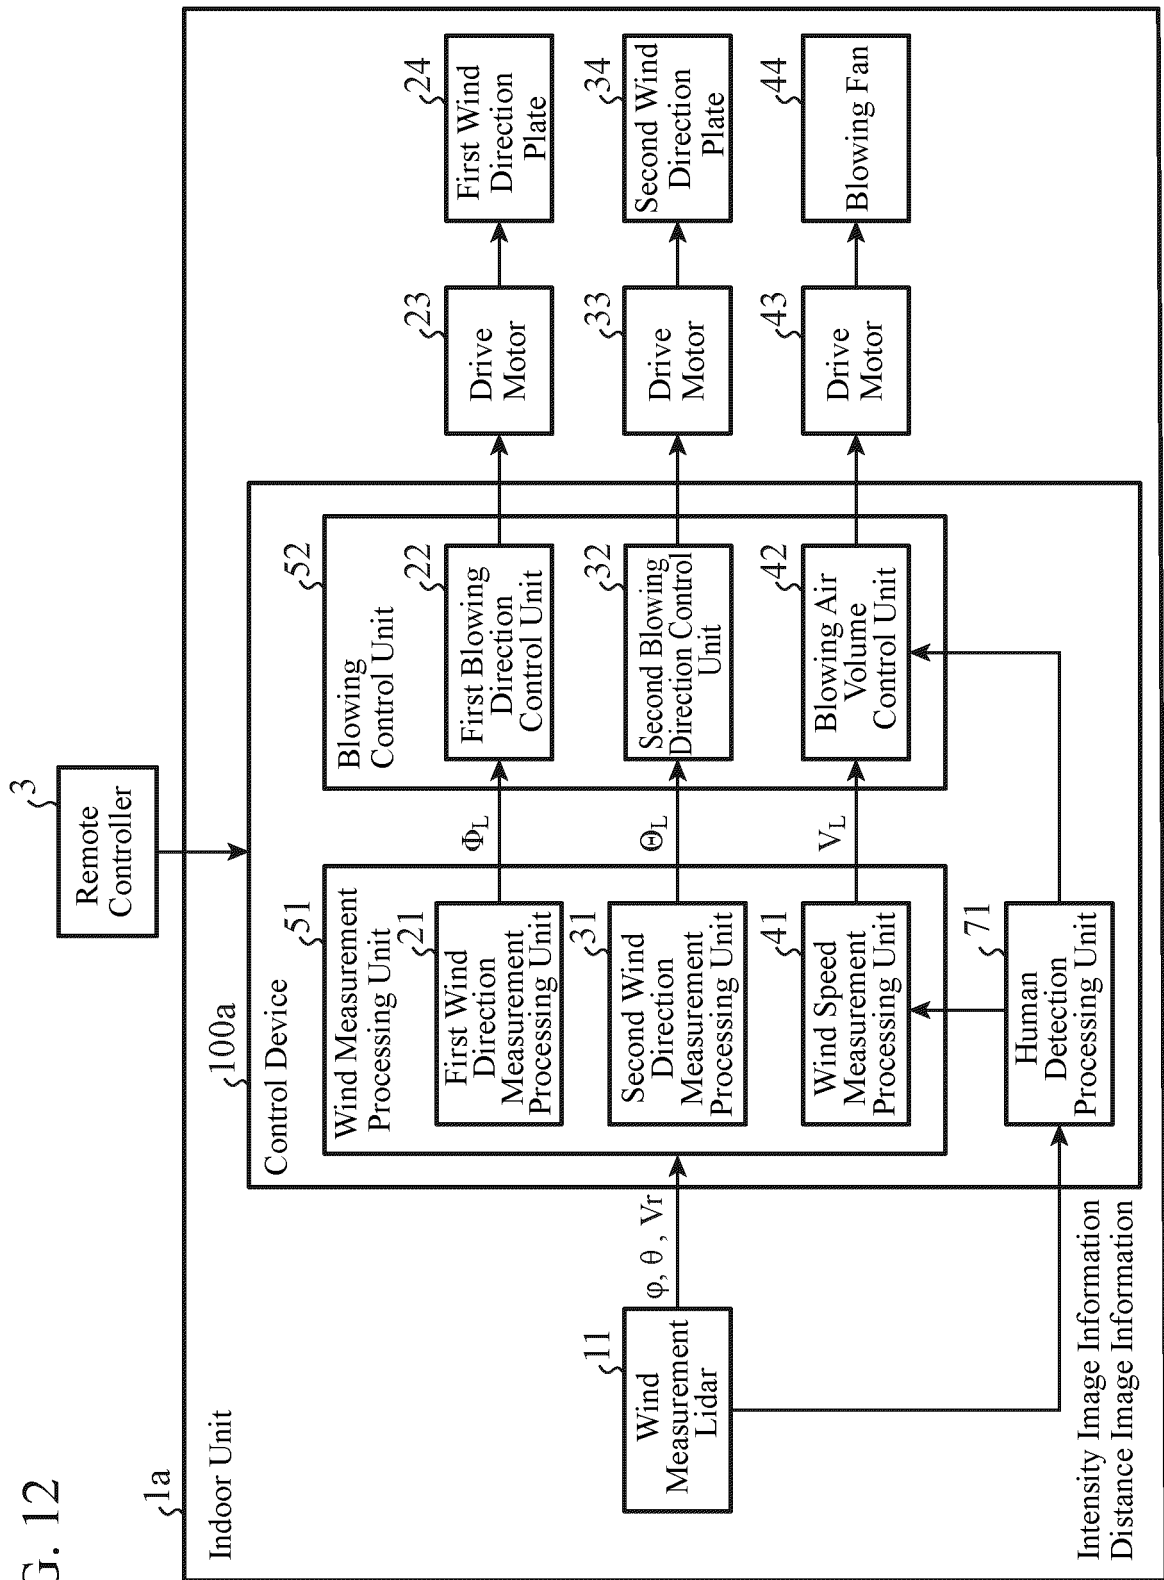 G. 12
3
Remote
Controller
1a
Indoor Unit
100a
Control Device
11
Wind
Measurement
Lidar
φ, θ , Vr
Intensity Image Information
Distance Image Information
51
Wind Measurement
Processing Unit
21
First Wind
Direction
Measurement
Processing Unit
31
Second Wind
Direction
Measurement
Processing Unit
41
Wind Speed
Measurement
Processing Unit
71
Human
Detection
Processing Unit
ΦL
ΘL
VL
52
Blowing
Control Unit
22
First Blowing
Direction
Control Unit
32
Second Blowing
Direction Control
Unit
42
Blowing Air
Volume
Control Unit
23
Drive
Motor
33
Drive
Motor
43
Drive
Motor
24
First Wind
Direction
Plate
34
Second Wind
Direction
Plate
44
Blowing Fan